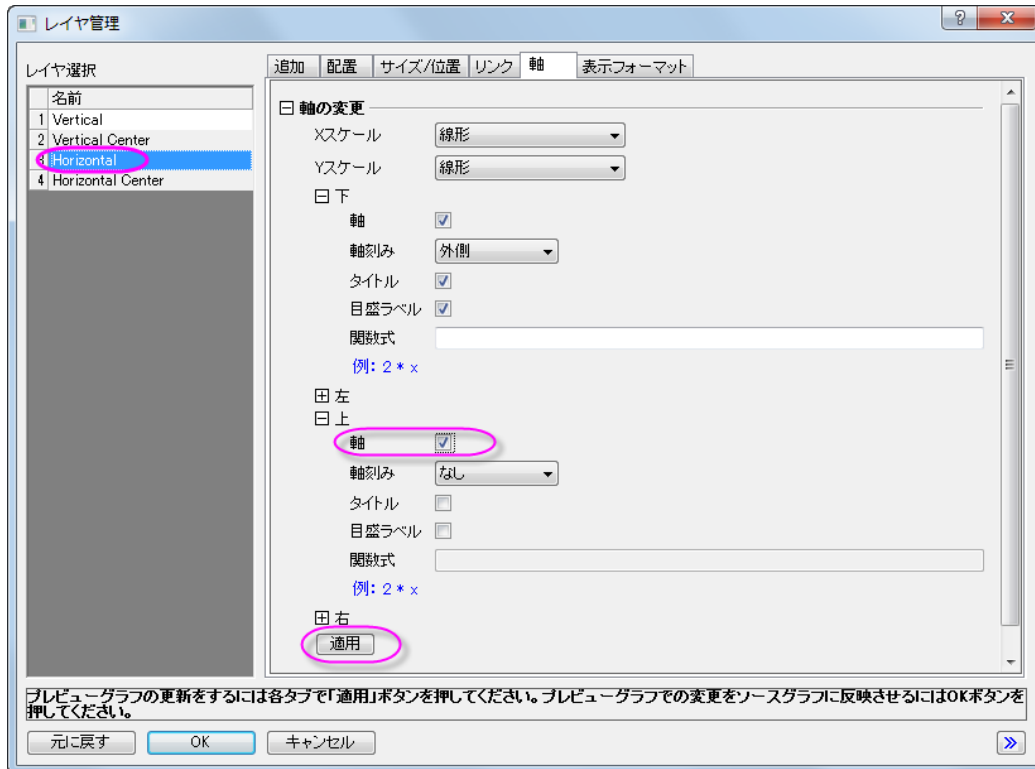 レイヤ管理
レイヤ選択
名前
1 Vertical
2 Vertical Center
3 Horizontal
4 Horizontal Center
追加 配置 サイズ/位置 リンク 軸 表示フォーマット
軸の変更
Xスケール 線形
Yスケール 線形
下
軸
軸刻み 外側
タイトル
目盛ラベル
関数式
例: 2 * x
左
上
軸
軸刻み なし
タイトル
目盛ラベル
関数式
例: 2 * x
右
適用
プレビューグラフの更新をするには各タブで「適用」ボタンを押してください。プレビューグラフでの変更をソースグラフに反映させるにはOKボタンを
押してください。
元に戻す OK キャンセル